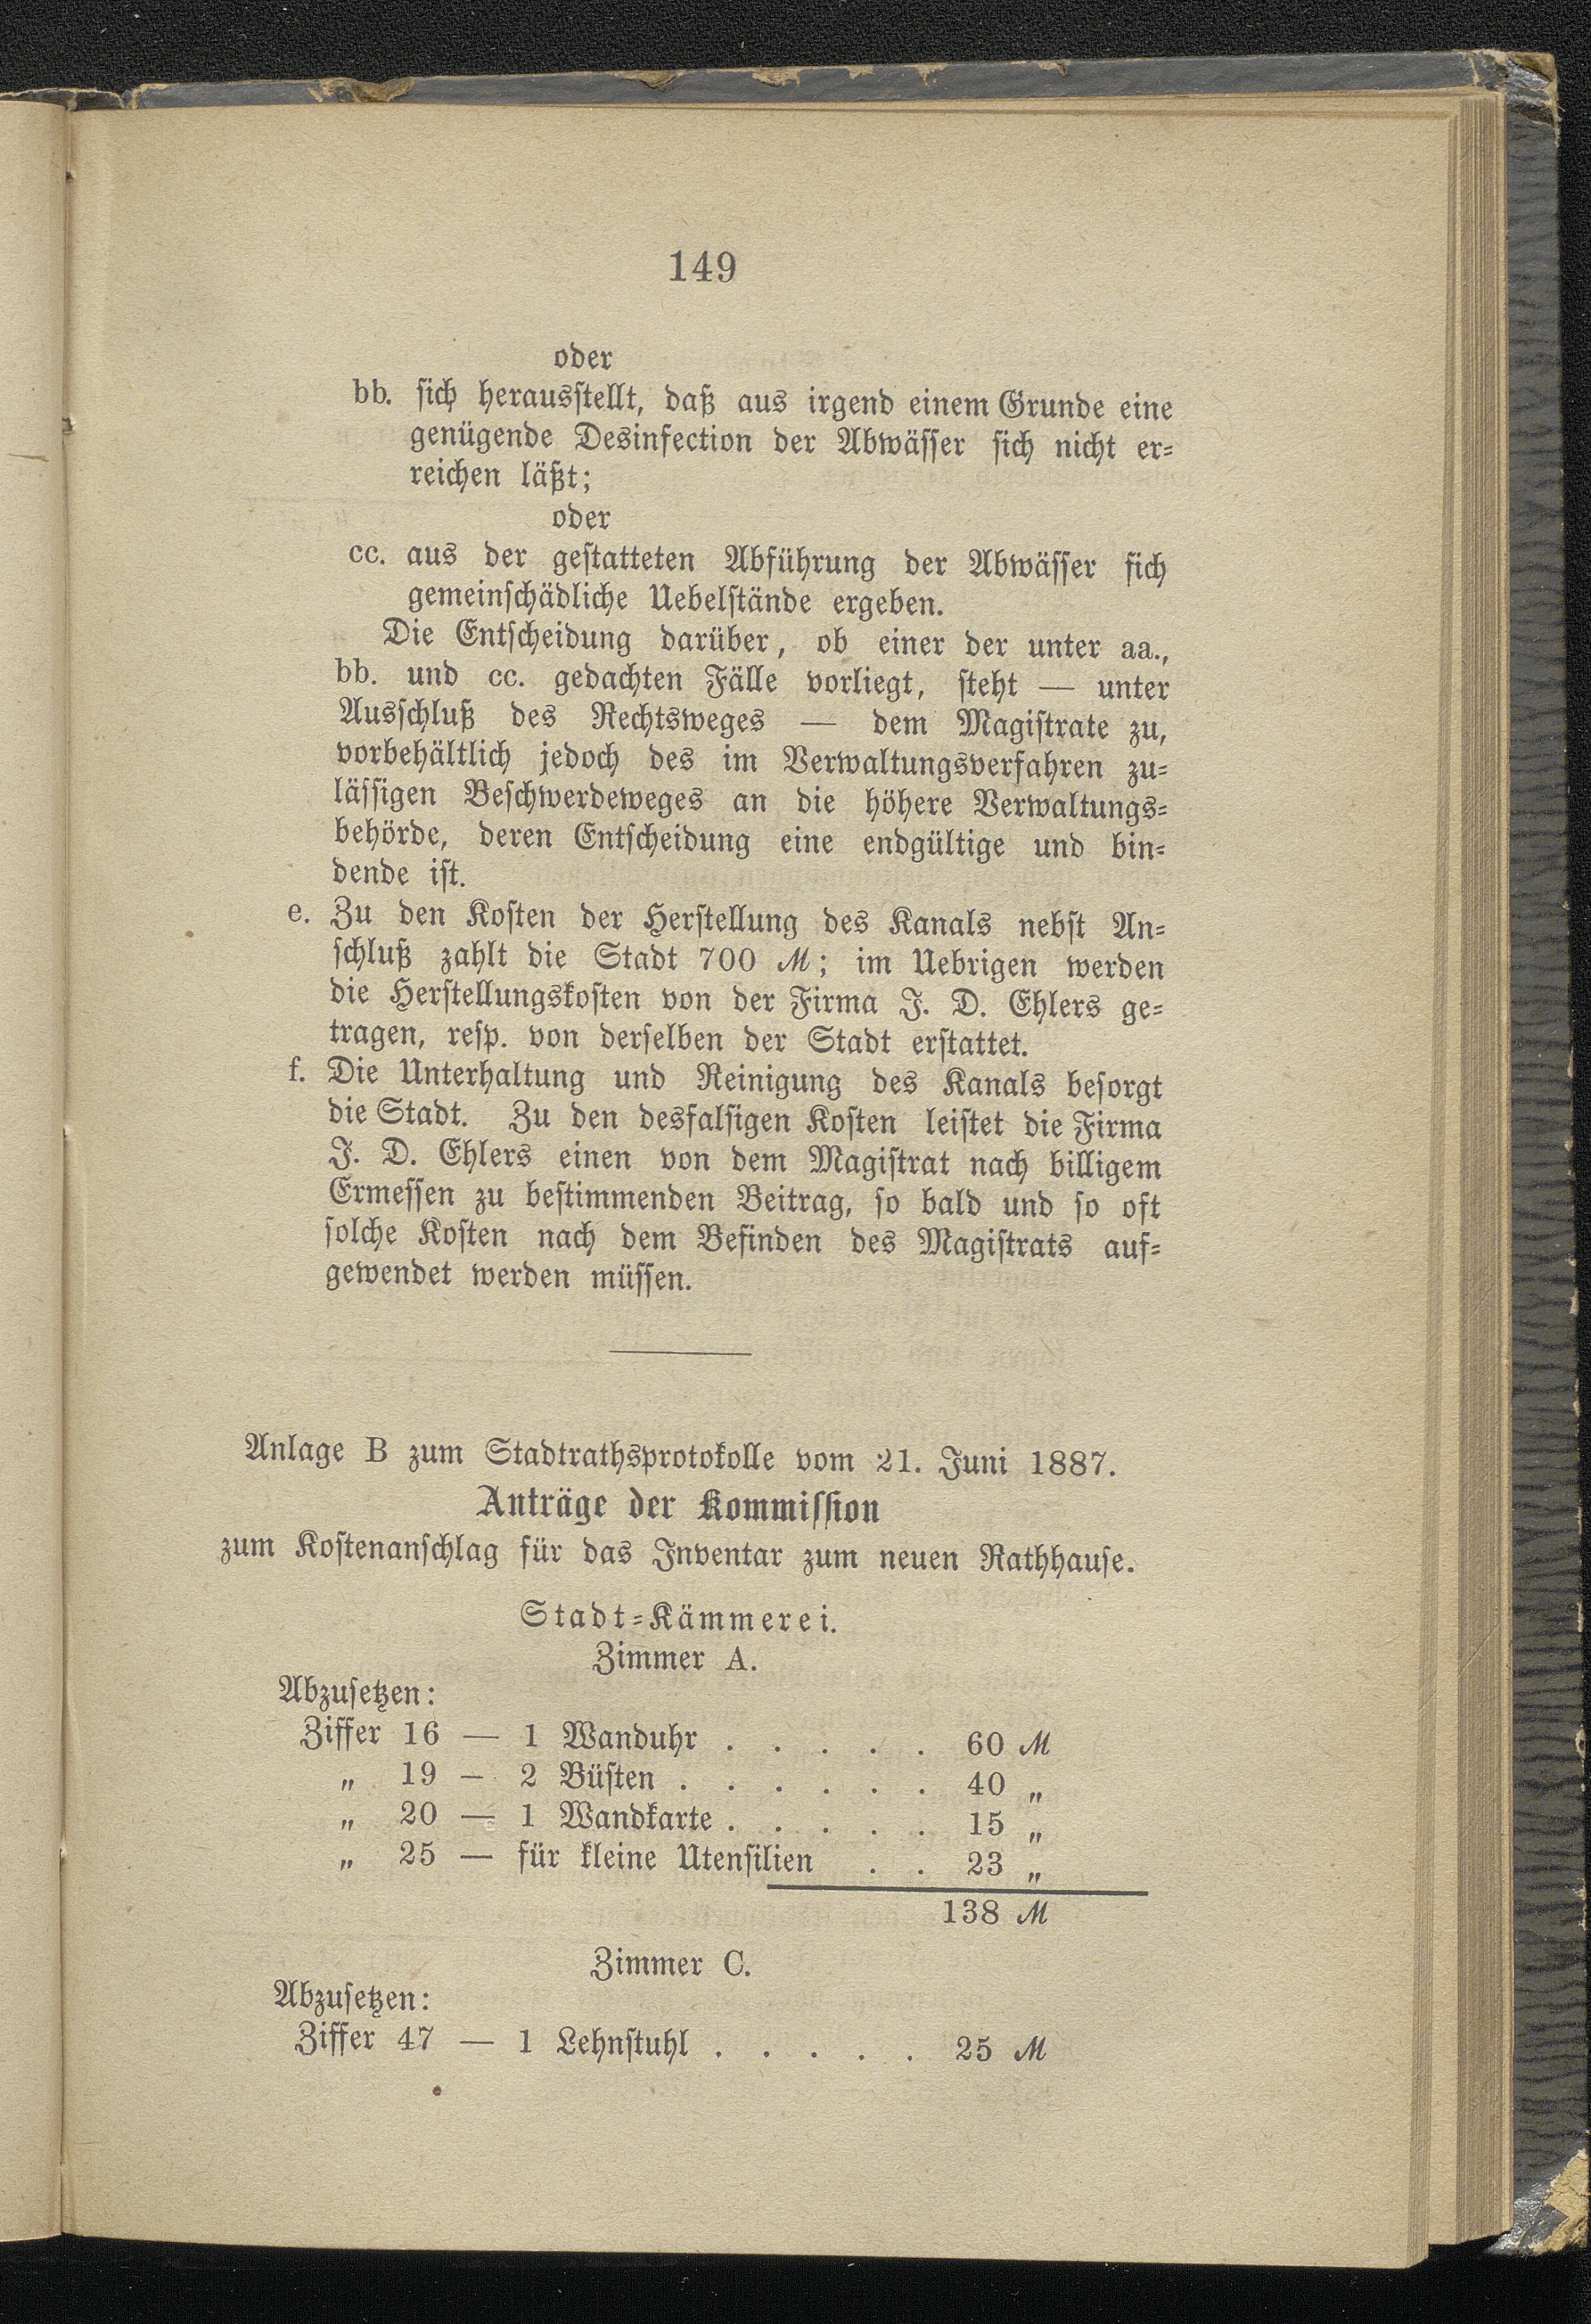 149
oder
bb. sich herausstellt, daß aus irgend einem Grunde eine
genügende Desinfection der Abwässer sich nicht er-
reichen läßt;
oder
cc. aus der gestatteten Abführung der Abwässer sich
gemeinschädliche Uebelstände ergeben.
Die Entscheidung darüber, ob einer der unter aa.,
bb. und cc. gedachten Fälle vorliegt, steht — unter
Ausschluß des Rechtsweges — dem Magistrate zu,
vorbehältlich jedoch des im Verwaltungsverfahren zu-
lässigen Beschwerdeweges an die höhere Verwaltungs-
behörde, deren Entscheidung eine endgültige und bin-
dende ist.
e. Zu den Kosten der Herstellung des Kanals nebst An-
schluß zahlt die Stadt 700 M; im Uebrigen werden
die Herstellungskosten von der Firma J. D. Ehlers ge-
tragen, resp. von derselben der Stadt erstattet.
f. Die Unterhaltung und Reinigung des Kanals besorgt
die Stadt. Zu den desfalsigen Kosten leistet die Firma
J. D. Ehlers einen von dem Magistrat nach billigem
Ermessen zu bestimmenden Beitrag, so bald und so oft
solche Kosten nach dem Befinden des Magistrats auf-
gewendet werden müssen.
Anlage B zum Stadtrathsprotokolle vom 21. Juni 1887.
Anträge der Kommission
zum Kostenanschlag für das Inventar zum neuen Rathhause.
Stadt-Kämmerei.
Zimmer A.
Abzusetzen:
Ziffer 16 — 1 Wanduhr . . . . . 60 M
„ 19 – 2 Büsten . . . . . . 40 „
„ 20 — 1 Wandkarte . . . . . 15 „
„ 25 — für kleine Utensilien . . 23 „
138 M
Zimmer C.
Abzusetzen:
Ziffer 47 — 1 Lehnstuhl . . . . . 25 M